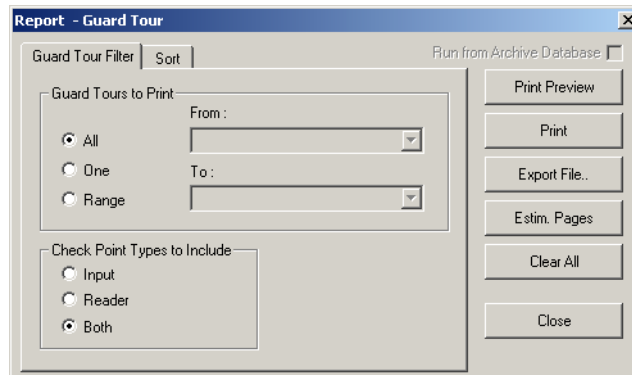 Report - Guard Tour
Guard Tour Filter
Sort
Run from Archive Database
Guard Tours to Print
From :
All
One
To :
Range
Check Point Types to Include
Input
Reader
Both
Print Preview
Print
Export File..
Estim. Pages
Clear All
Close